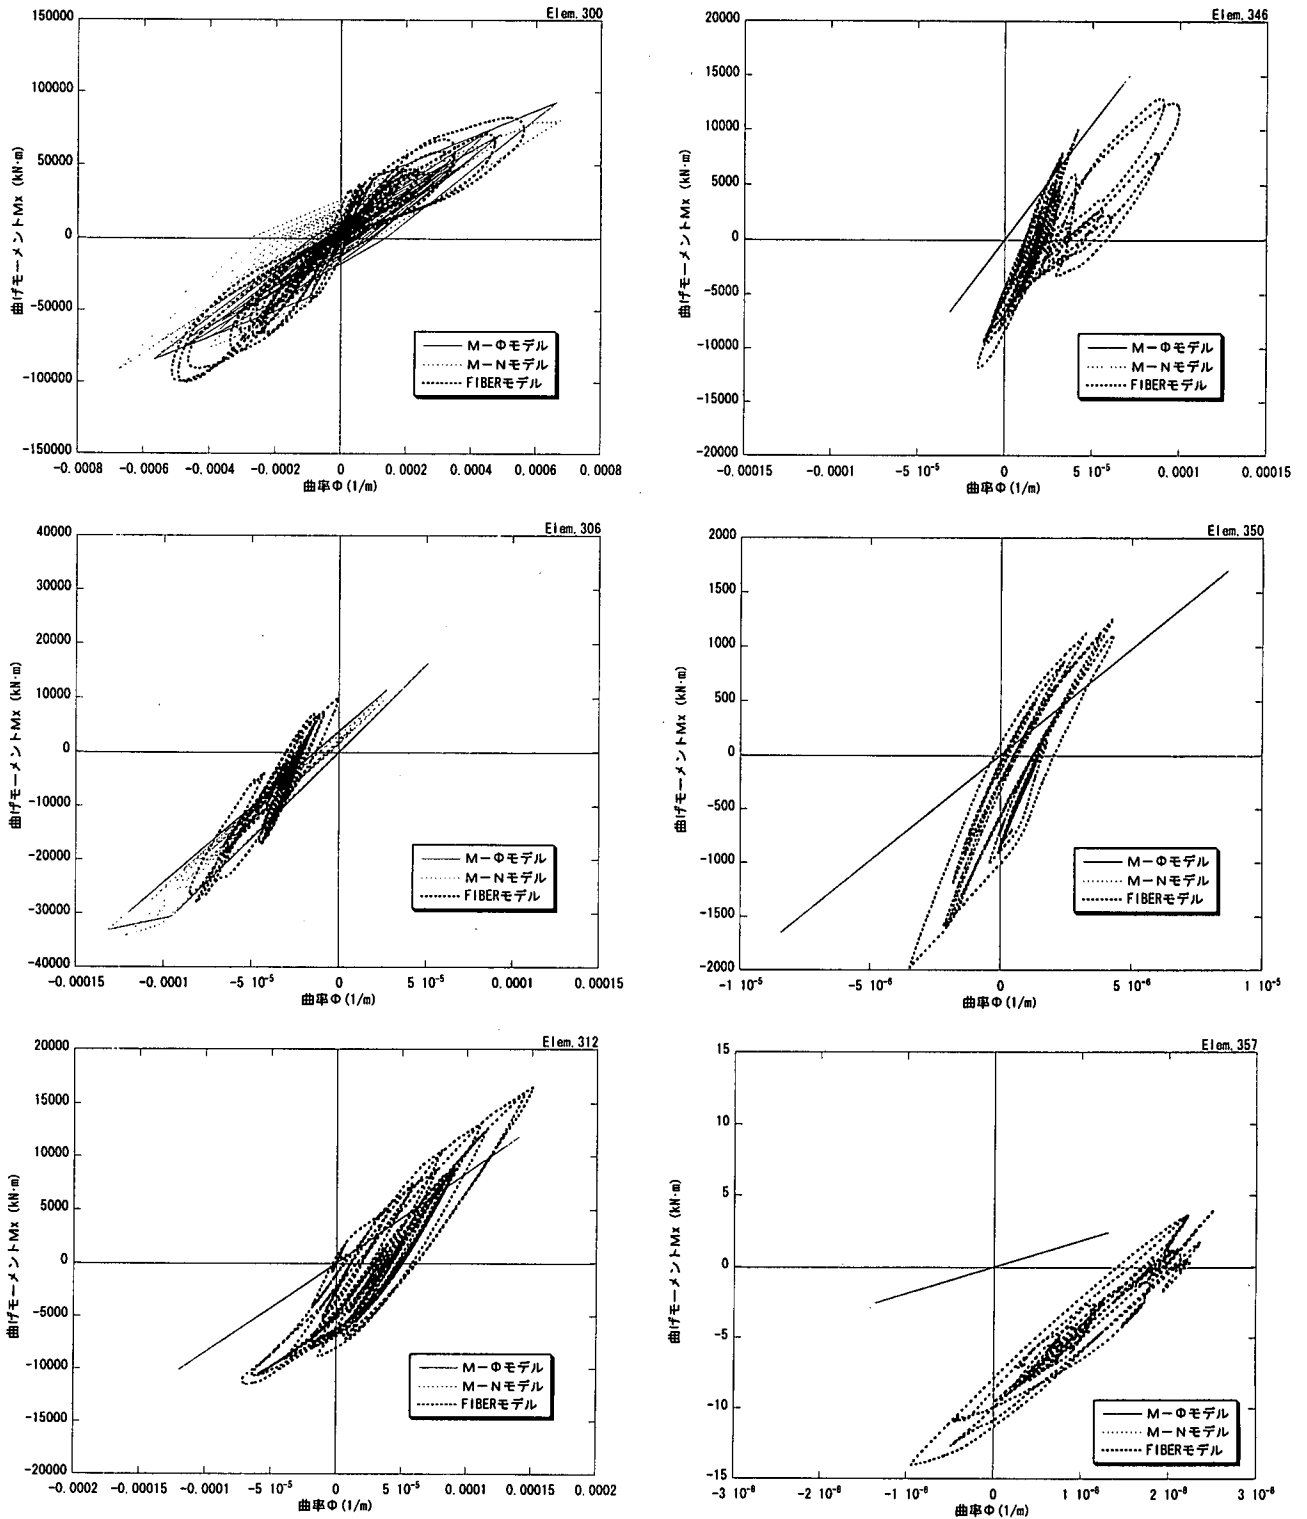 Elem.300
150000
100000
50000
0
-50000
-100000
-150000
曲げモーメントMx (kN·m)
-0.0008 -0.0006 -0.0004 -0.0002 0 0.0002 0.0004 0.0006 0.0008
曲率Φ(1/m)
M-Φモデル
M-Nモデル
FIBERモデル
Elem.346
20000
15000
10000
5000
0
-5000
-10000
-15000
-20000
曲げモーメントMx (kN·m)
-0.00015 -0.0001 -5 10⁻⁵ 0 5 10⁻⁵ 0.0001 0.00015
曲率Φ(1/m)
M-Φモデル
M-Nモデル
FIBERモデル
Elem.306
40000
30000
20000
10000
0
-10000
-20000
-30000
-40000
曲げモーメントMx (kN·m)
-0.00015 -0.0001 -5 10⁻⁵ 0 5 10⁻⁵ 0.0001 0.00015
曲率Φ(1/m)
M-Φモデル
M-Nモデル
FIBERモデル
Elem.350
2000
1500
1000
500
0
-500
-1000
-1500
-2000
曲げモーメントMx (kN·m)
-1 10⁻⁵ -5 10⁻⁶ 0 5 10⁻⁶ 1 10⁻⁵
曲率Φ(1/m)
M-Φモデル
M-Nモデル
FIBERモデル
Elem.312
20000
15000
10000
5000
0
-5000
-10000
-15000
-20000
曲げモーメントMx (kN·m)
-0.0002 -0.00015 -0.0001 -5 10⁻⁵ 0 5 10⁻⁵ 0.0001 0.00015 0.0002
曲率Φ(1/m)
M-Φモデル
M-Nモデル
FIBERモデル
Elem.357
15
10
5
0
-5
-10
-15
曲げモーメントMx (kN·m)
-3 10⁻⁶ -2 10⁻⁶ -1 10⁻⁶ 0 1 10⁻⁶ 2 10⁻⁶ 3 10⁻⁶
曲率Φ(1/m)
M-Φモデル
M-Nモデル
FIBERモデル